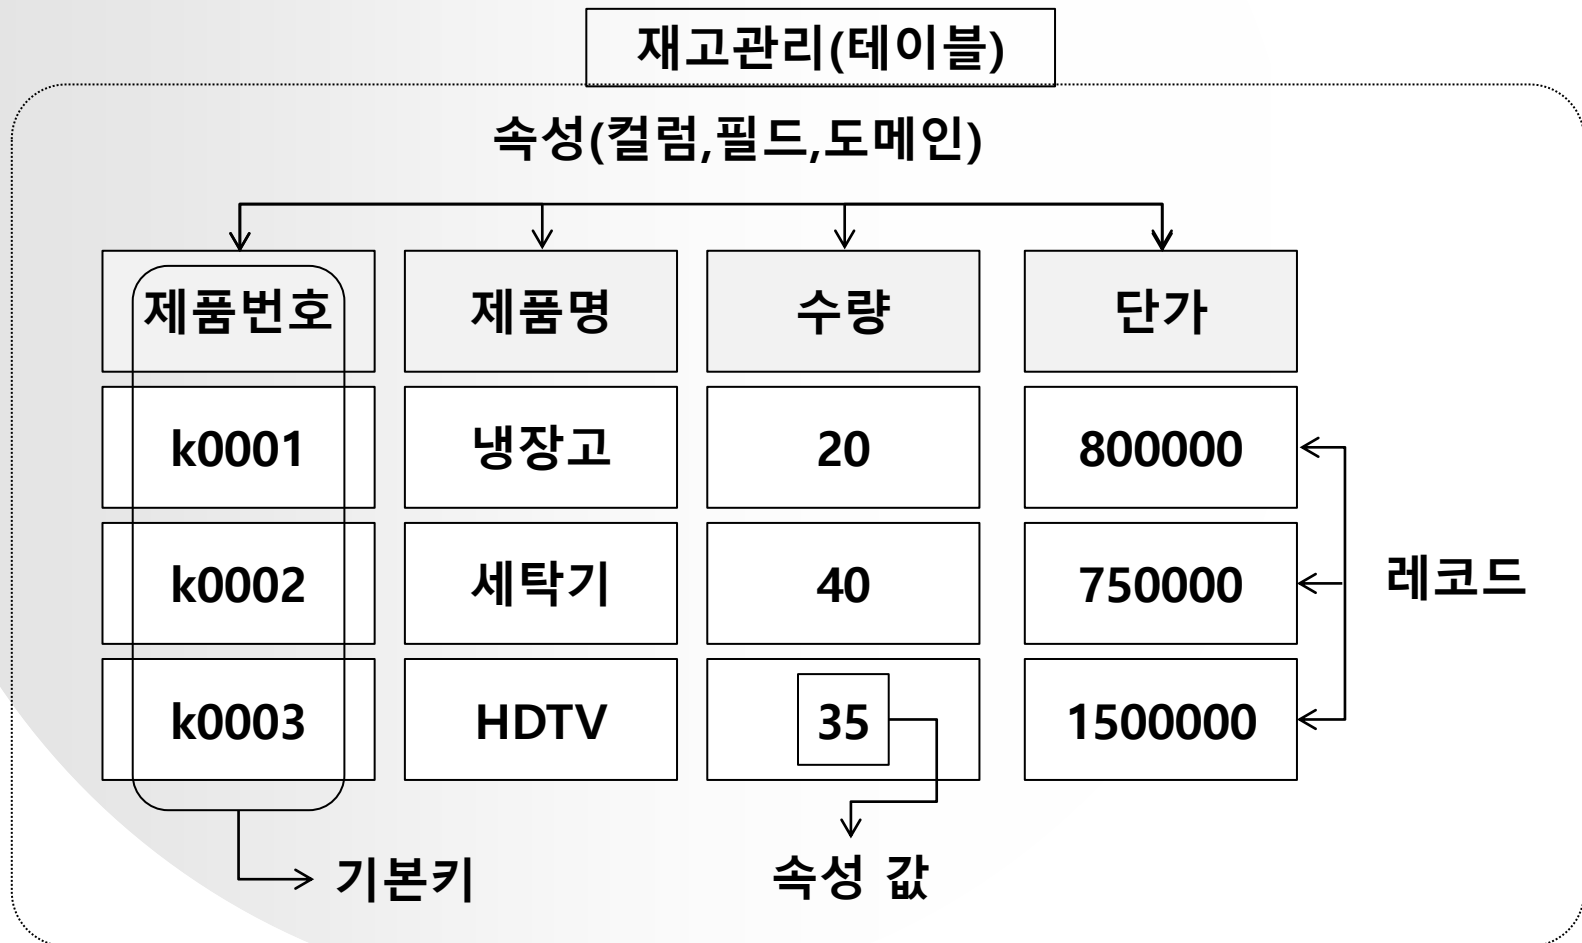 재고관리(테이블)
속성(컬럼,필드,도메인)
제품번호 제품명 수량 단가
k0001 냉장고 20 800000
k0002 세탁기 40 750000 레코드
k0003 HDTV 35 1500000
기본키 속성 값